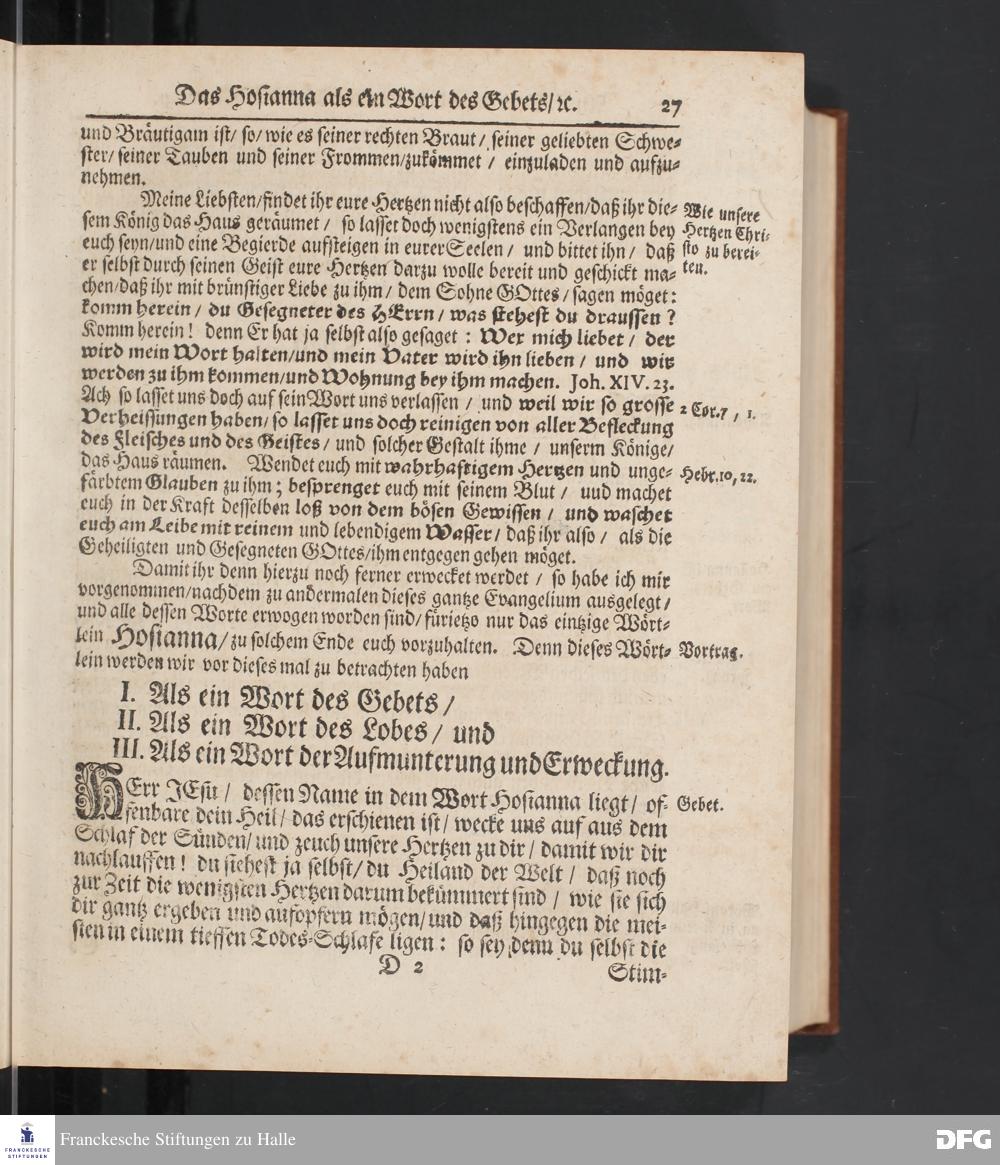 Das Hosianna als ein Wort des Gebets/ ꝛc. 27
und Bräutigam ist/ so/ wie es seiner rechten Braut/ seiner geliebten Schwe-
ster/ seiner Tauben und seiner Frommen/ zukömmet / einzuladen und aufzu-
nehmen.
Meine Liebsten/ findet ihr eure Hertzen nicht also beschaffen/ daß ihr die-
sem König das Haus geräumet / so lasset doch wenigstens ein Verlangen bey
euch seyn/ und eine Begierde aufsteigen in eurer Seelen / und bittet ihn / daß
er selbst durch seinen Geist eure Hertzen darzu wolle bereit und geschickt ma-
chen/ daß ihr mit brünstiger Liebe zu ihm / dem Sohne GOttes / sagen möget:
komm herein / du Gesegneter des HErrn / was stehest du draussen ?
Komm herein! denn Er hat ja selbst also gesaget : Wer mich liebet / der
wird mein Wort halten/ und mein Vater wird ihn lieben / und wir
werden zu ihm kommen/ und Wohnung bey ihm machen. Joh. XIV. 23.
Ach so lasset uns doch auf sein Wort uns verlassen / und weil wir so grosse
Verheissungen haben/ so lasset uns doch reinigen von aller Befleckung
des Fleisches und des Geistes / und solcher Gestalt ihme / unserm Könige/
das Haus räumen. Wendet euch mit wahrhaftigem Hertzen und unge-
färbtem Glauben zu ihm ; besprenget euch mit seinem Blut / uud machet
euch in der Kraft desselben loß von dem bösen Gewissen / und waschet
euch am Leibe mit reinem und lebendigem Wasser / daß ihr also / als die
Geheiligten und Gesegneten GOttes/ ihm entgegen gehen möget.
Damit ihr denn hierzu noch ferner erwecket werdet / so habe ich mir
vorgenommen/ nachdem zu andermalen dieses gantze Evangelium ausgelegt/
und alle dessen Worte erwogen worden sind/ fürietzo nur das eintzige Wört-
lein Hosianna/ zu solchem Ende euch vorzuhalten. Denn dieses Wört-
lein werden wir vor dieses mal zu betrachten haben
I. Als ein Wort des Gebets /
II. Als ein Wort des Lobes / und
III. Als ein Wort der Aufmunterung und Erweckung.
HErr JEsu / dessen Name in dem Wort Hosianna liegt/ of-
fenbare dein Heil / das erschienen ist/ wecke uns auf aus dem
Schlaf der Sünden/ und zeuch unsere Hertzen zu dir / damit wir dir
nachlauffen! du siehest ja selbst/ du Heiland der Welt / daß noch
zur Zeit die wenigsten Hertzen darum bekümmert sind / wie sie sich
dir gantz ergeben und aufopfern mögen/ und daß hingegen die mei-
sten in einem tieffen Todes-Schlafe ligen: so sey denn du selbst die
D 2 Stim-
Wie unsere
Hertzen Chri-
sto zu berei-
ten.
2 Cor. 7, 1.
Hebr. 10, 22.
Vortrag.
Gebet.
FRANCKESCHE
STIFTUNGEN
Franckesche Stiftungen zu Halle
DFG